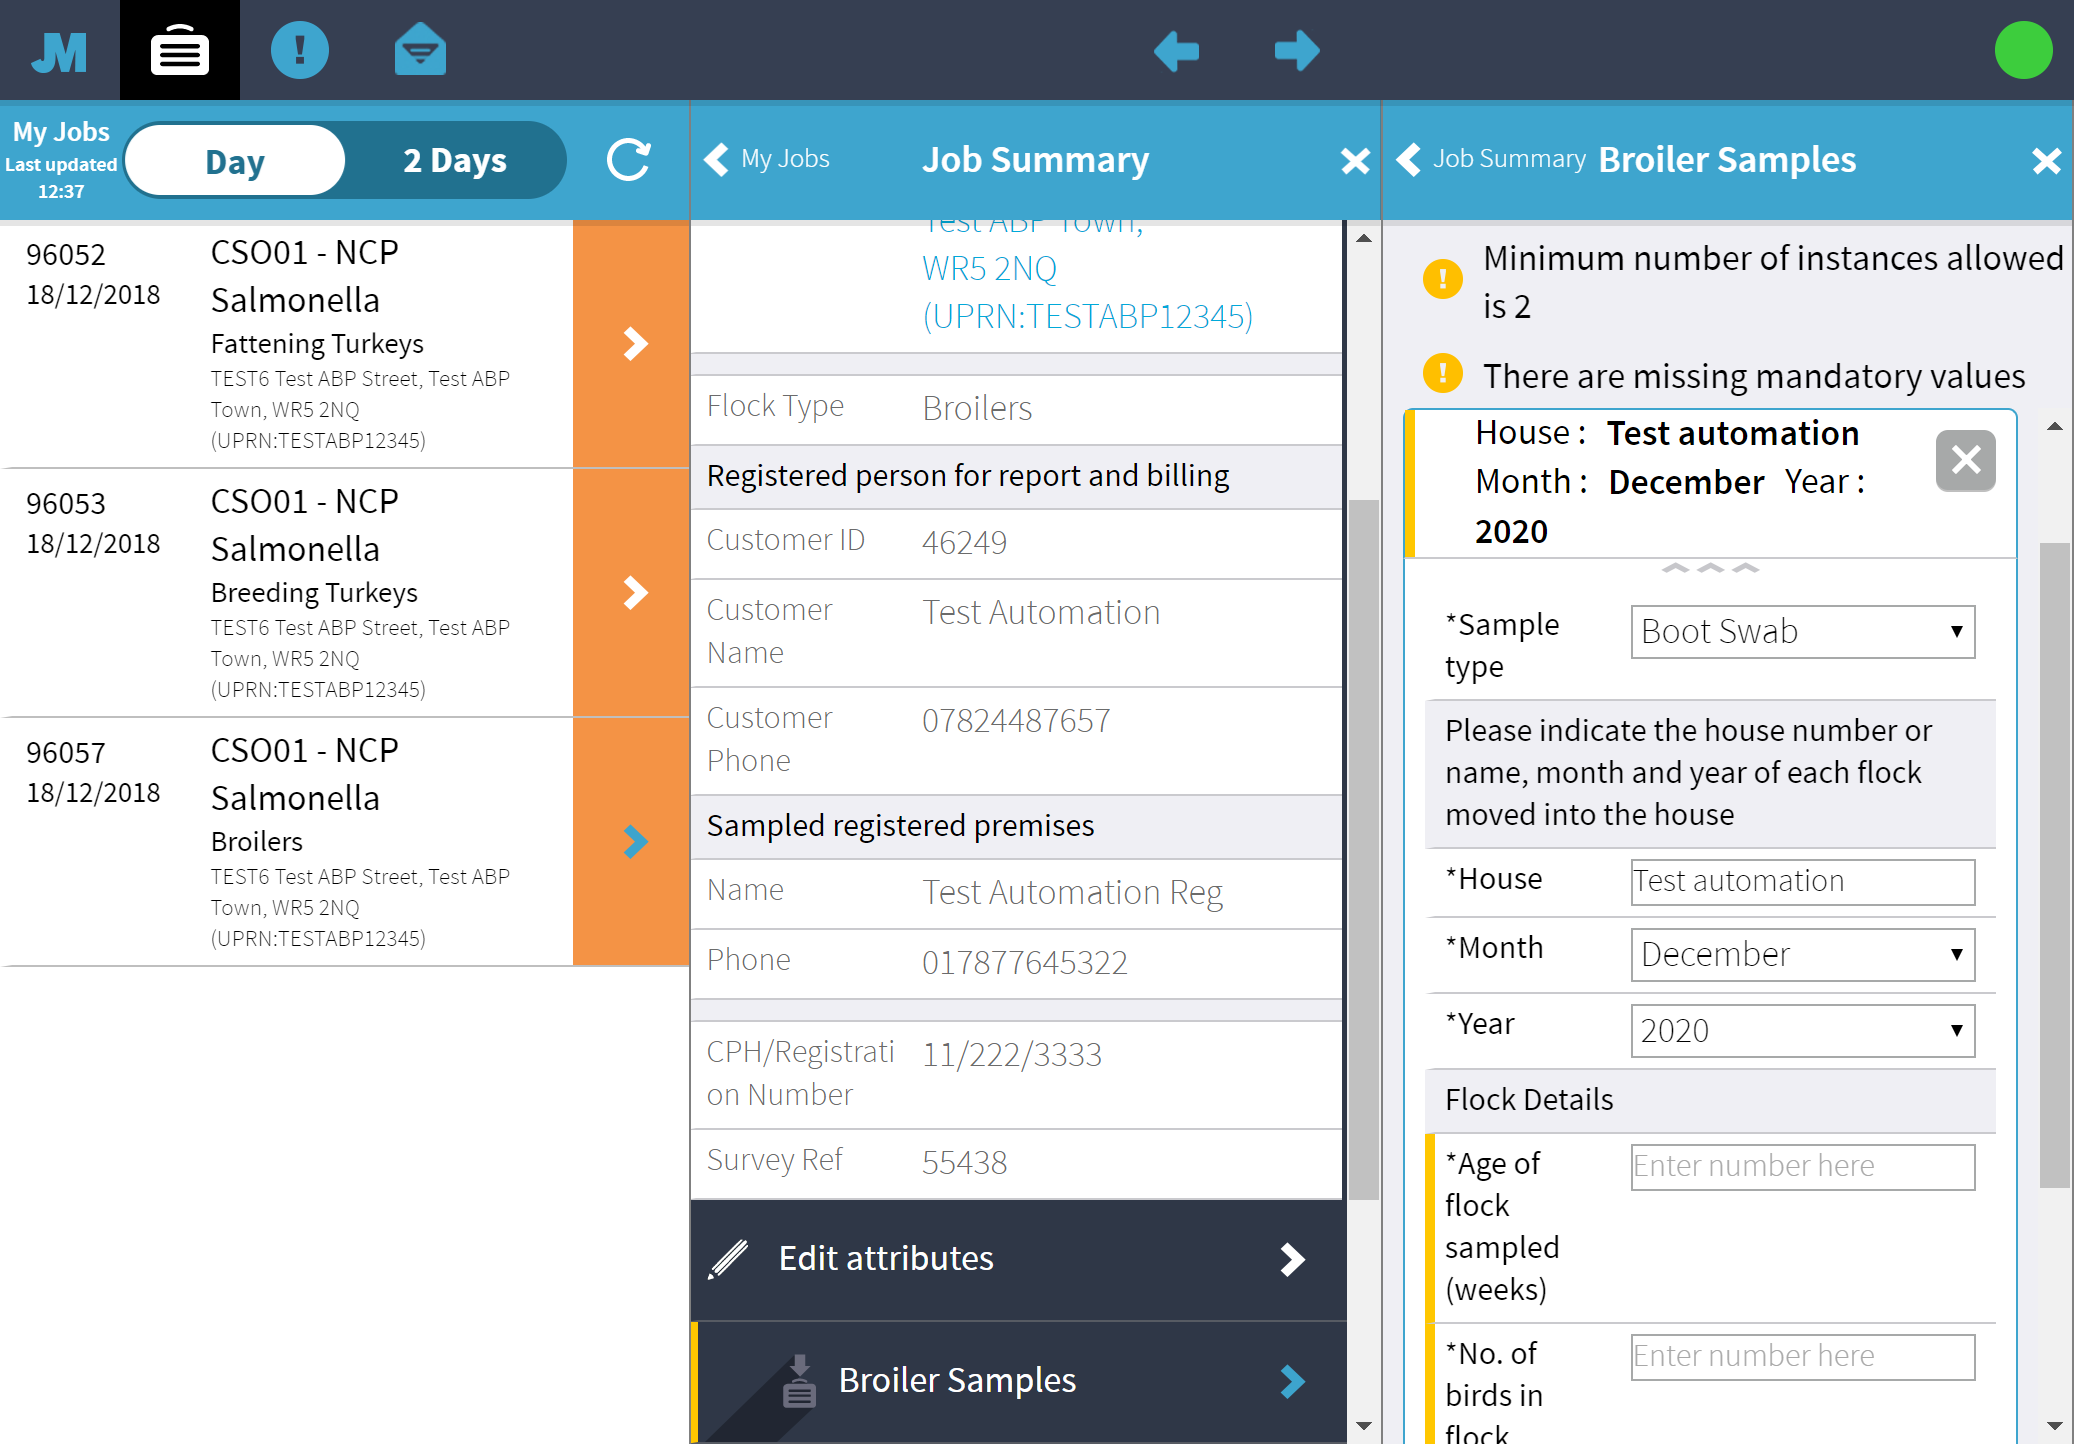 JM
My Jobs
Last updated
12:37
Day
2 Days
My Jobs
Job Summary
Job Summary
Broiler Samples
96052
18/12/2018
CSO01 - NCP
Salmonella
Fattening Turkeys
TEST6 Test ABP Street, Test ABP
Town, WR5 2NQ
(UPRN:TESTABP12345)
96053
18/12/2018
CSO01 - NCP
Salmonella
Breeding Turkeys
TEST6 Test ABP Street, Test ABP
Town, WR5 2NQ
(UPRN:TESTABP12345)
96057
18/12/2018
CSO01 - NCP
Salmonella
Broilers
TEST6 Test ABP Street, Test ABP
Town, WR5 2NQ
(UPRN:TESTABP12345)
Test ABP Town,
WR5 2NQ
(UPRN:TESTABP12345)
Flock Type
Broilers
Registered person for report and billing
Customer ID
46249
Customer
Name
Test Automation
Customer
Phone
07824487657
Sampled registered premises
Name
Test Automation Reg
Phone
017877645322
CPH/Registrati
on Number
11/222/3333
Survey Ref
55438
Edit attributes
Broiler Samples
Minimum number of instances allowed
is 2
There are missing mandatory values
House : Test automation
Month : December Year :
2020
*Sample
type
Boot Swab
Please indicate the house number or
name, month and year of each flock
moved into the house
*House
Test automation
*Month
December
*Year
2020
Flock Details
*Age of
flock
sampled
(weeks)
Enter number here
*No. of
birds in
flock
Enter number here